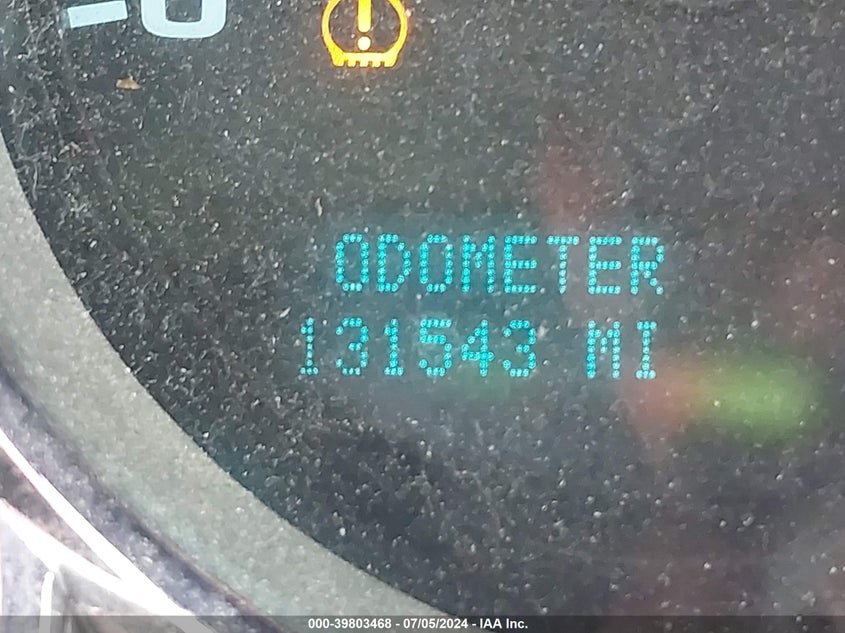 ODOMETER
131543 MI
000-39803468 - 07/05/2024 - IAA Inc.